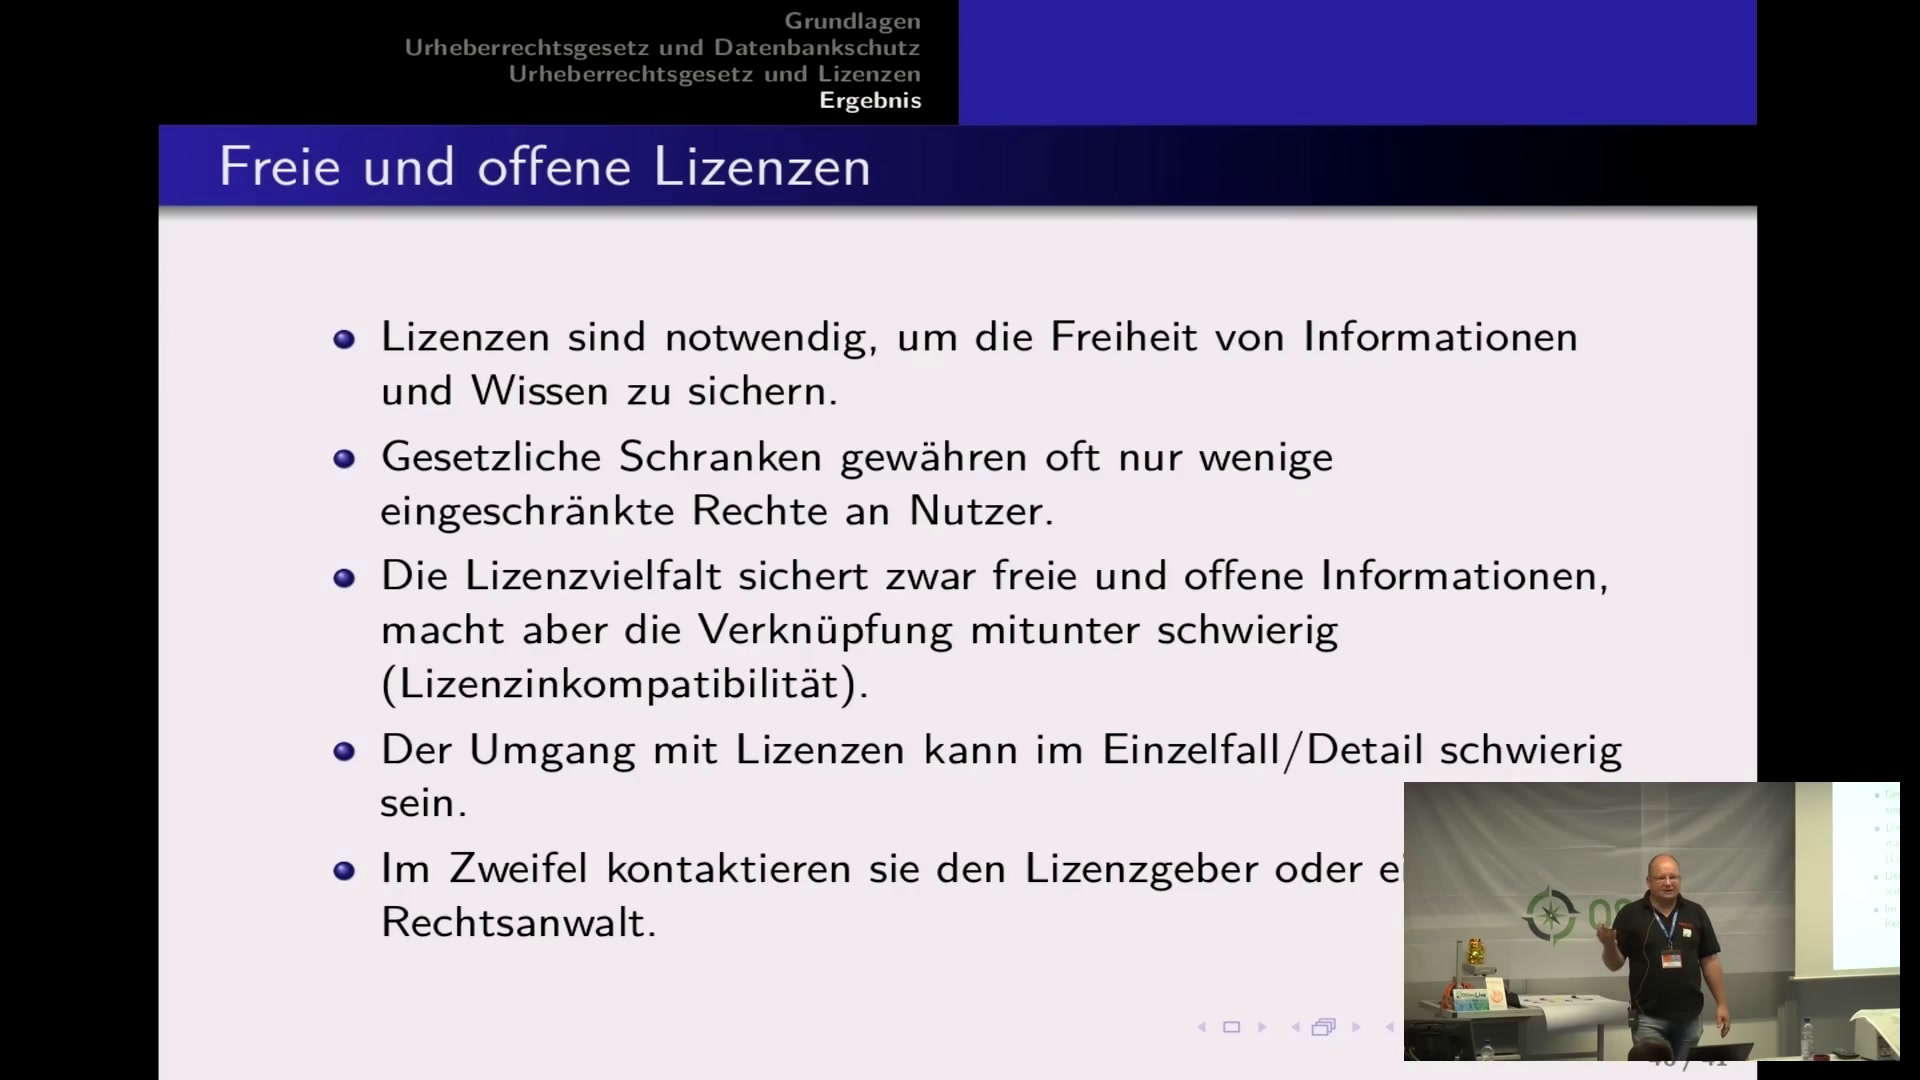 Grundlagen
Urheberrechtsgesetz und Datenbankschutz
Urheberrechtsgesetz und Lizenzen
Ergebnis
Freie und offene Lizenzen
Lizenzen sind notwendig, um die Freiheit von Informationen
und Wissen zu sichern.
Gesetzliche Schranken gewähren oft nur wenige
eingeschränkte Rechte an Nutzer.
Die Lizenzvielfalt sichert zwar freie und offene Informationen,
macht aber die Verknüpfung mitunter schwierig
(Lizenzinkompatibilität).
Der Umgang mit Lizenzen kann im Einzelfall/Detail schwierig
sein.
Im Zweifel kontaktieren sie den Lizenzgeber oder
Rechtsanwalt.